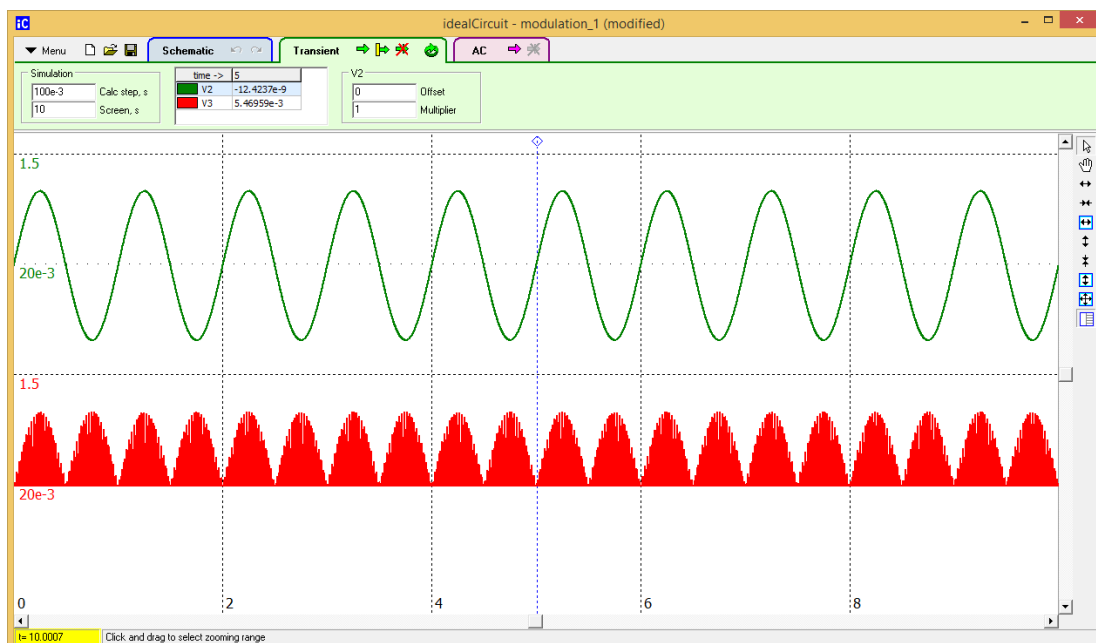 iC idealCircuit - modulation_1 (modified)
Menu Schematic Transient AC
Simulation
100e-3 Calc step, s
10 Screen, s
time -> 5
V2 -12.4237e-9
V3 5.46959e-3
V2
0 Offset
1 Multiplier
1.5
20e-3
1.5
20e-3
0 2 4 6 8
t= 10.0007 Click and drag to select zooming range